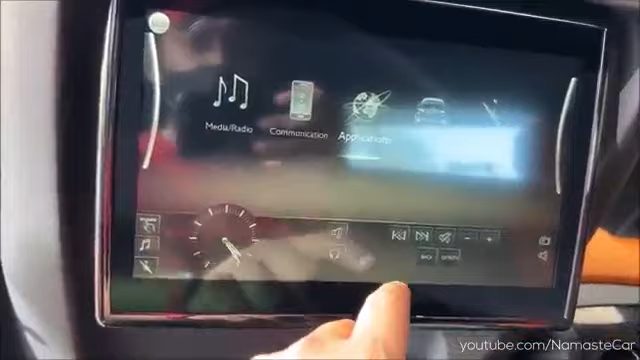 Media/Radio
Communication
Applications
- +
youtube.com/NamasteCar